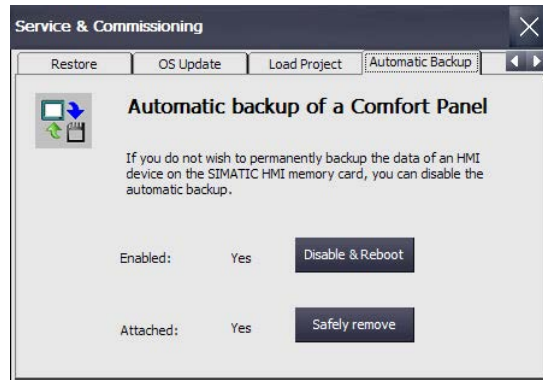 Service & Commissioning
Restore
OS Update
Load Project
Automatic Backup
Automatic backup of a Comfort Panel
If you do not wish to permanently backup the data of an HMI
device on the SIMATIC HMI memory card, you can disable the
automatic backup.
Enabled: Yes Disable & Reboot
Attached: Yes Safely remove